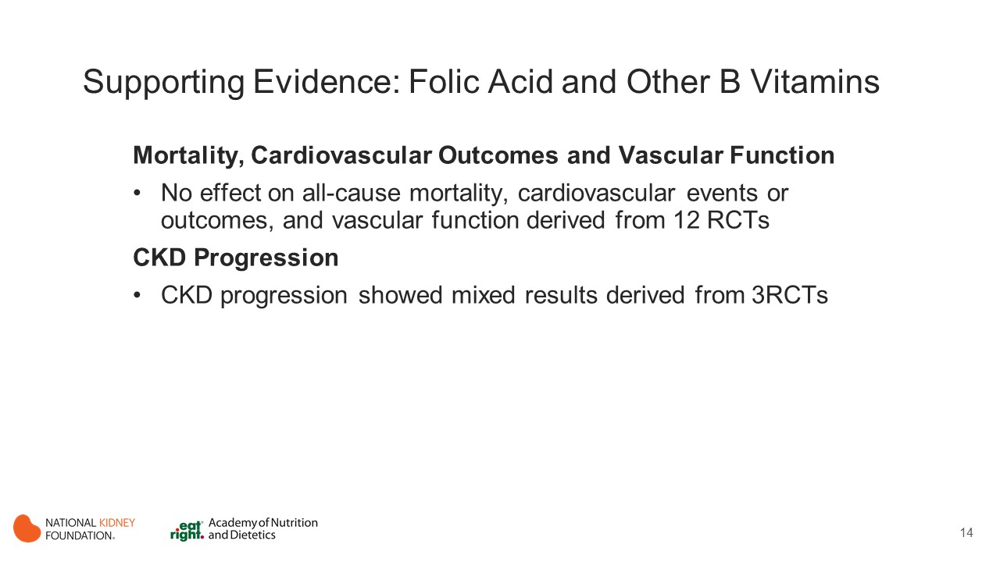 Supporting Evidence: Folic Acid and Other B Vitamins
Mortality, Cardiovascular Outcomes and Vascular Function
• No effect on all-cause mortality, cardiovascular events or
outcomes, and vascular function derived from 12 RCTs
CKD Progression
• CKD progression showed mixed results derived from 3RCTs
NATIONAL KIDNEY
FOUNDATION®
eat
right.
Academy of Nutrition
and Dietetics
14